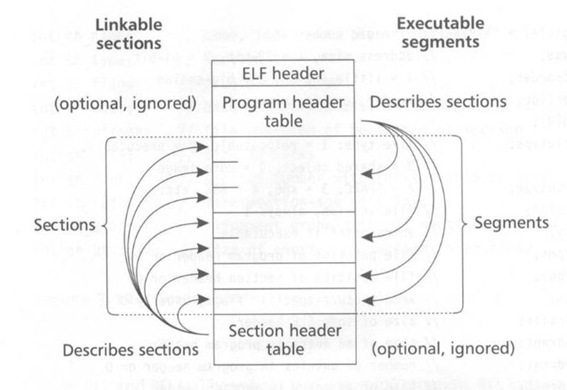 Linkable
sections
Executable
segments
ELF header
(optional, ignored)
Program header
table
Describes sections
Sections
Segments
Describes sections
Section header
table
(optional, ignored)